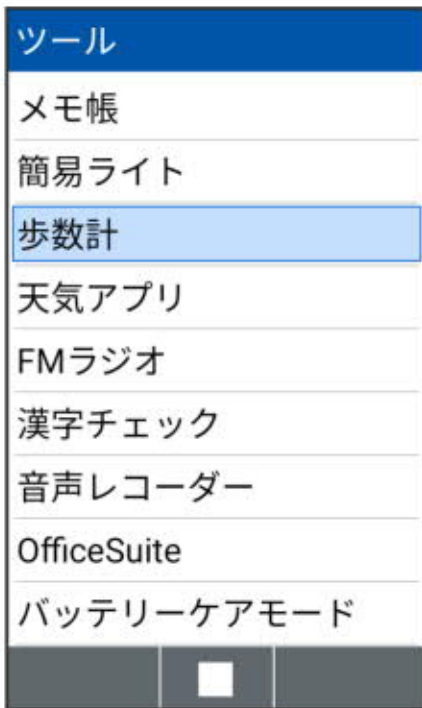 ツール
メモ帳
簡易ライト
歩数計
天気アプリ
FMラジオ
漢字チェック
音声レコーダー
OfficeSuite
バッテリーケアモード